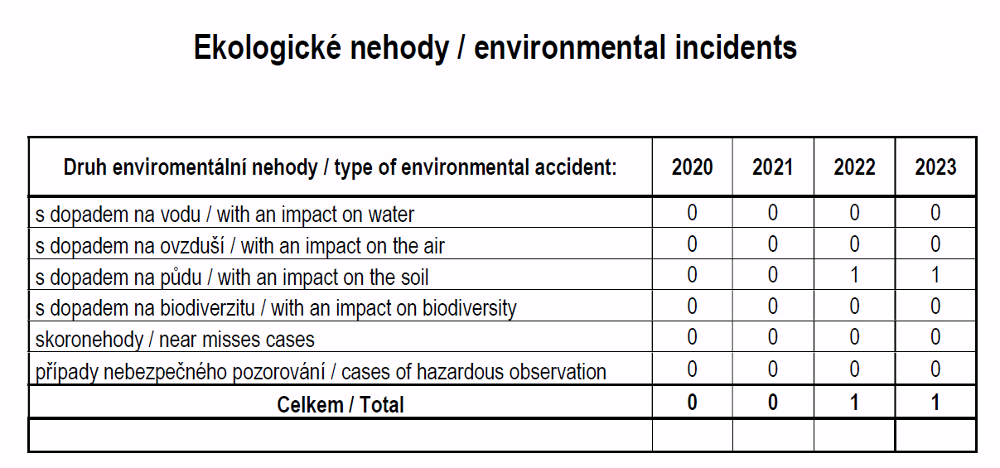 Ekologické nehody / environmental incidents
Druh enviromentální nehody / type of environmental accident: 2020 2021 2022 2023
s dopadem na vodu / with an impact on water 0 0 0 0
s dopadem na ovzduší / with an impact on the air 0 0 0 0
s dopadem na půdu / with an impact on the soil 0 0 1 1
s dopadem na biodiverzitu / with an impact on biodiversity 0 0 0 0
skoronehody / near misses cases 0 0 0 0
případy nebezpečného pozorování / cases of hazardous observation 0 0 0 0
Celkem / Total 0 0 1 1